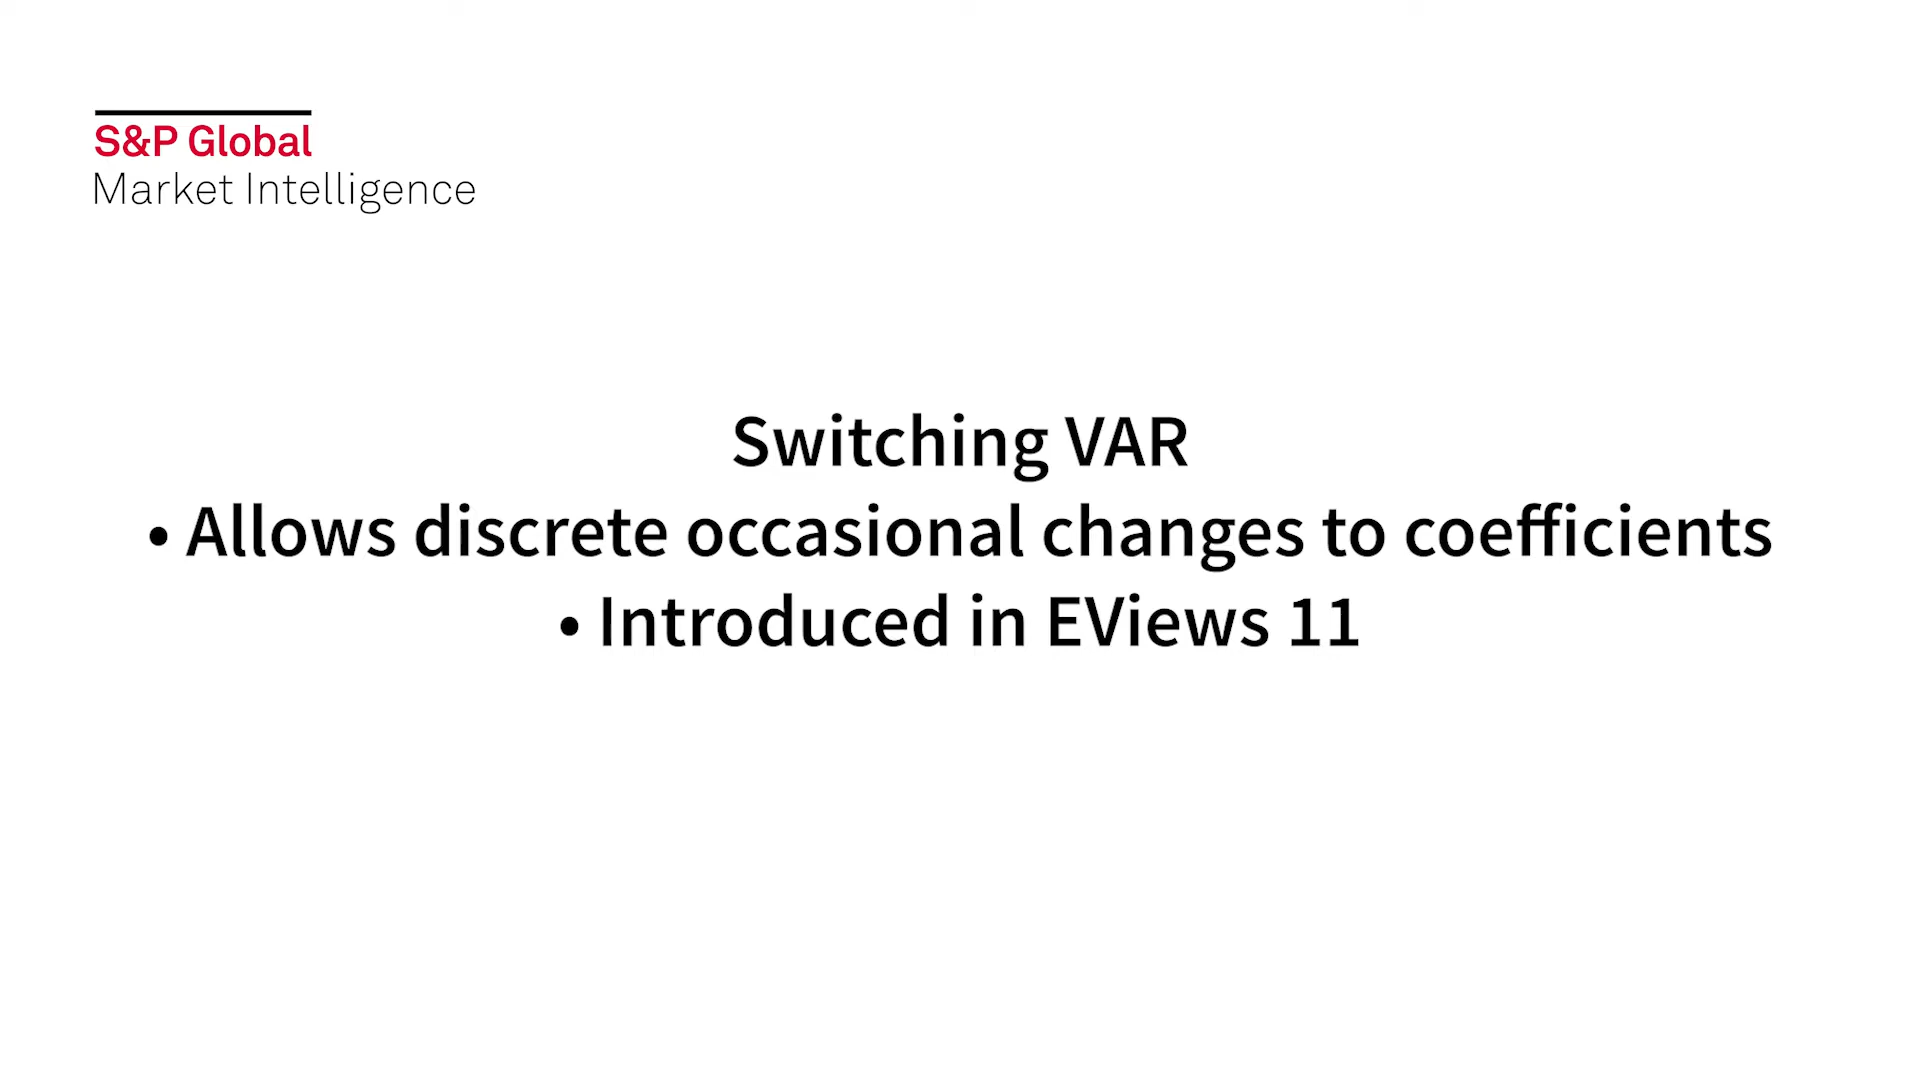 S&P Global
Market Intelligence
Switching VAR
• Allows discrete occasional changes to coefficients
• Introduced in EViews 11